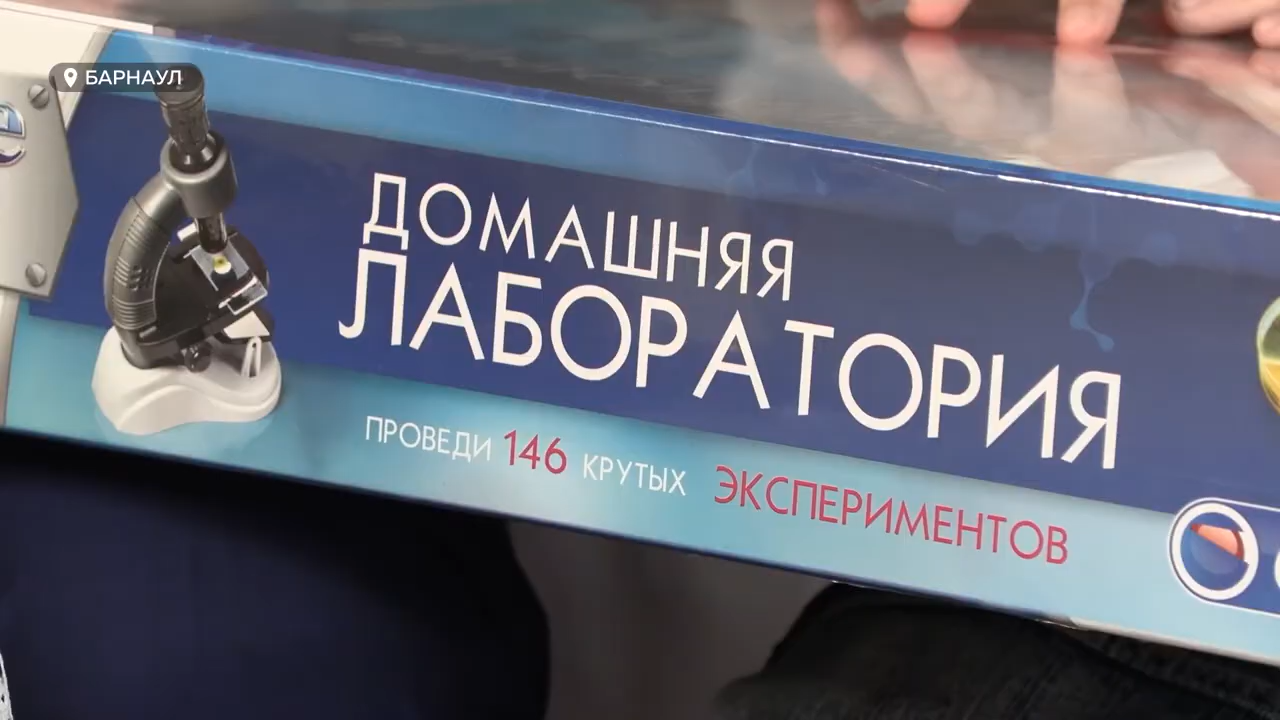 БАРНАУЛ
ДОМАШНЯЯ
ЛАБОРАТОРИЯ
ПРОВЕДИ 146 КРУТЫХ ЭКСПЕРИМЕНТОВ